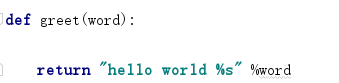 def greet(word):
return "hello world %s" %word